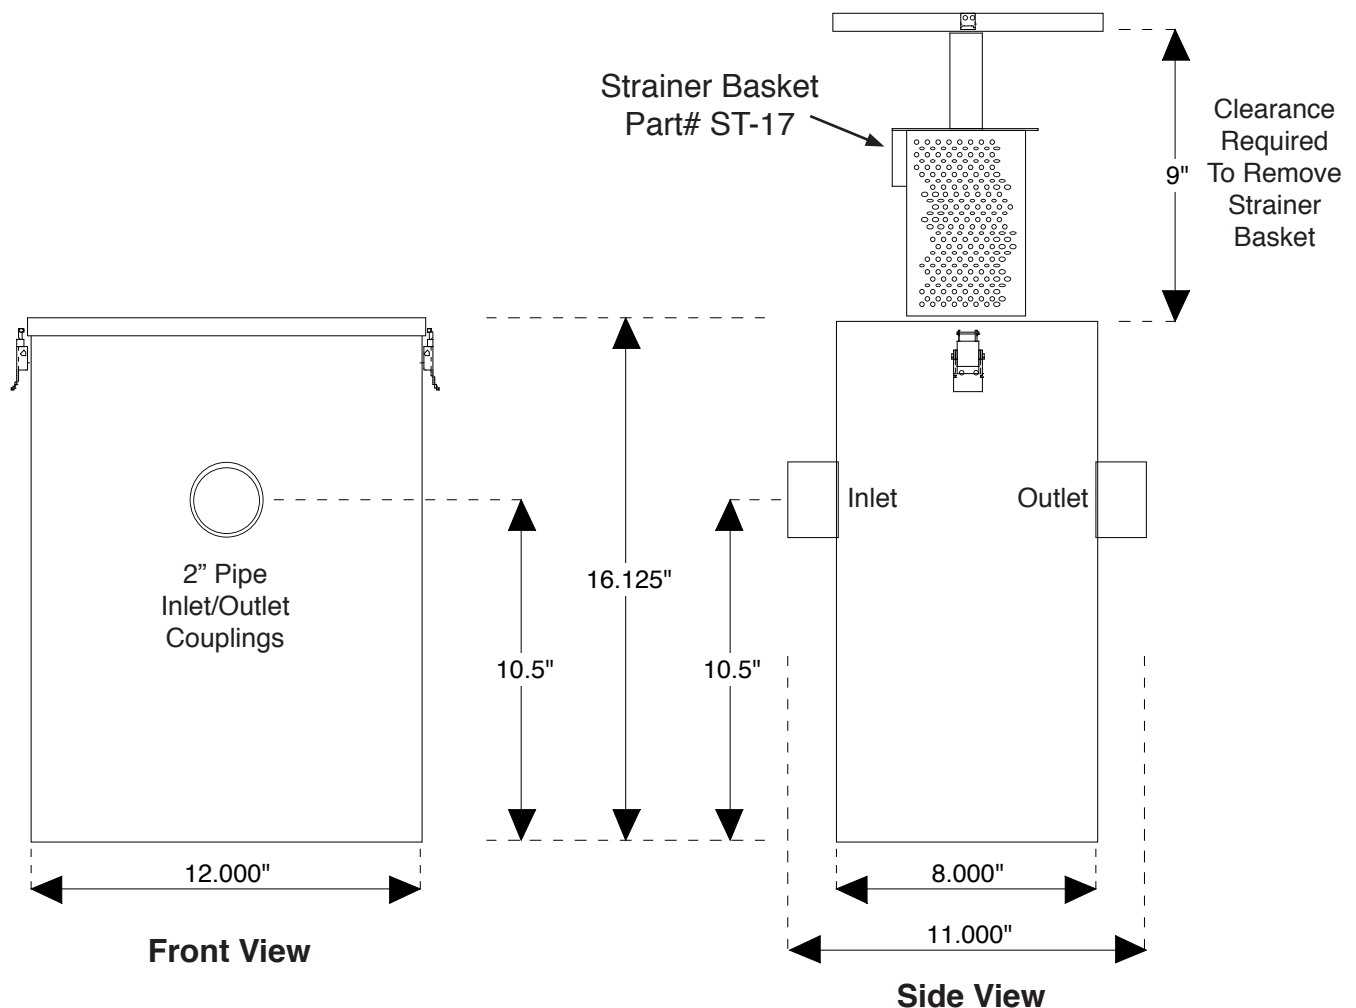 Strainer Basket
Part# ST-17
Clearance
Required
To Remove
Strainer
Basket
9"
Inlet
Outlet
2” Pipe
Inlet/Outlet
Couplings
16.125"
10.5"
10.5"
12.000"
8.000"
11.000"
Front View
Side View